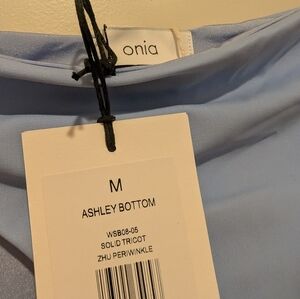 onia
M
ASHLEY BOTTOM
WSB08-05
SOLID TRICOT
ZHU PERIWINKLE